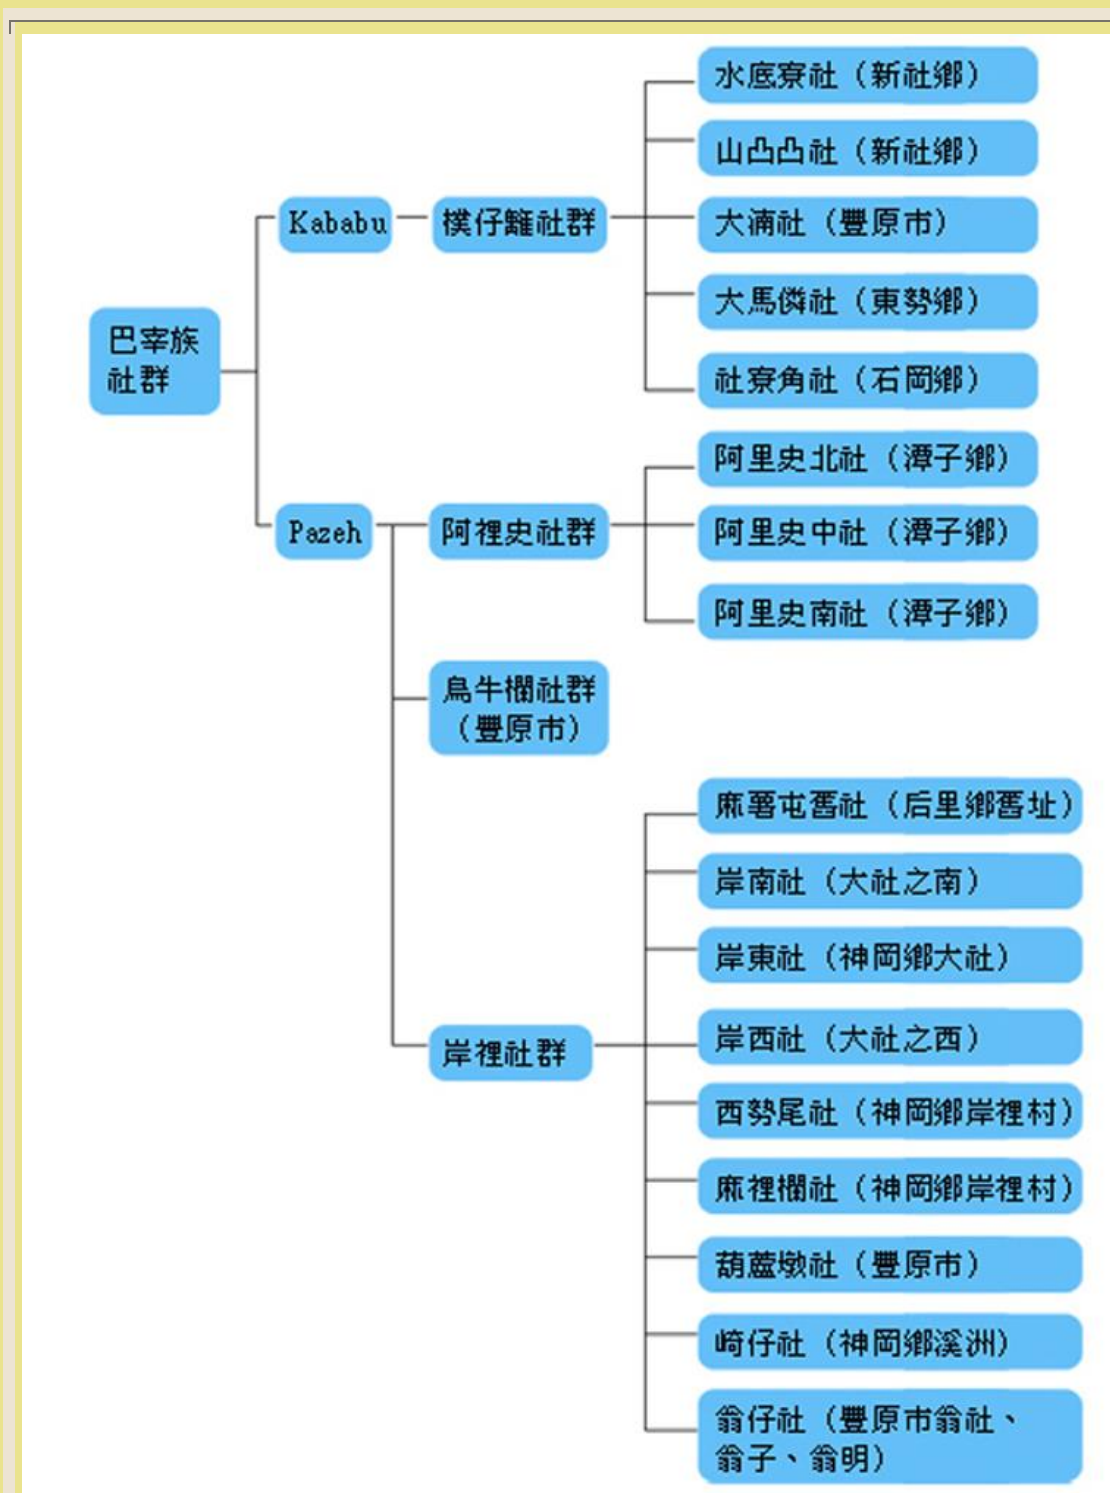 巴宰族
社群
Kababu
樸仔籬社群
水底寮社（新社鄉）
山凸凸社（新社鄉）
大湳社（豐原市）
大馬僯社（東勢鄉）
社寮角社（石岡鄉）
Pazeh
阿裡史社群
阿里史北社（潭子鄉）
阿里史中社（潭子鄉）
阿里史南社（潭子鄉）
烏牛欄社群
（豐原市）
岸裡社群
麻薯屯舊社（后里鄉舊址）
岸南社（大社之南）
岸東社（神岡鄉大社）
岸西社（大社之西）
西勢尾社（神岡鄉岸裡村）
麻裡欄社（神岡鄉岸裡村）
葫蘆墩社（豐原市）
崎仔社（神岡鄉溪洲）
翁仔社（豐原市翁社、
翁子、翁明）